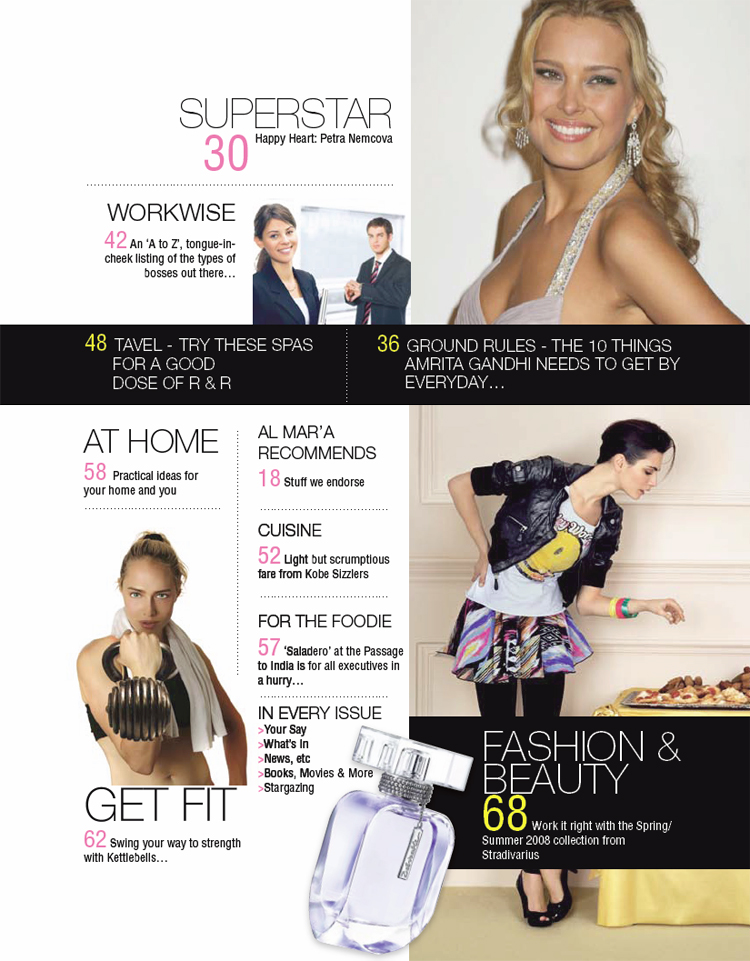 SUPERSTAR
30 Happy Heart: Petra Nemcova
WORKWISE
42 An ‘A to Z’, tongue-in-
cheek listing of the types of
bosses out there…
48 TAVEL - TRY THESE SPAS
FOR A GOOD
DOSE OF R & R
36 GROUND RULES - THE 10 THINGS
AMRITA GANDHI NEEDS TO GET BY
EVERYDAY…
AT HOME
58 Practical ideas for
your home and you
AL MAR’A
RECOMMENDS
18 Stuff we endorse
CUISINE
52 Light but scrumptious
fare from Kobe Sizzlers
FOR THE FOODIE
57 ‘Saladero’ at the Passage
to India is for all executives in
a hurry…
IN EVERY ISSUE
>Your Say
>What’s In
>News, etc
>Books, Movies & More
>Stargazing
GET FIT
62 Swing your way to strength
with Kettlebells…
FASHION &
BEAUTY
68 Work it right with the Spring/
Summer 2008 collection from
Stradivarius